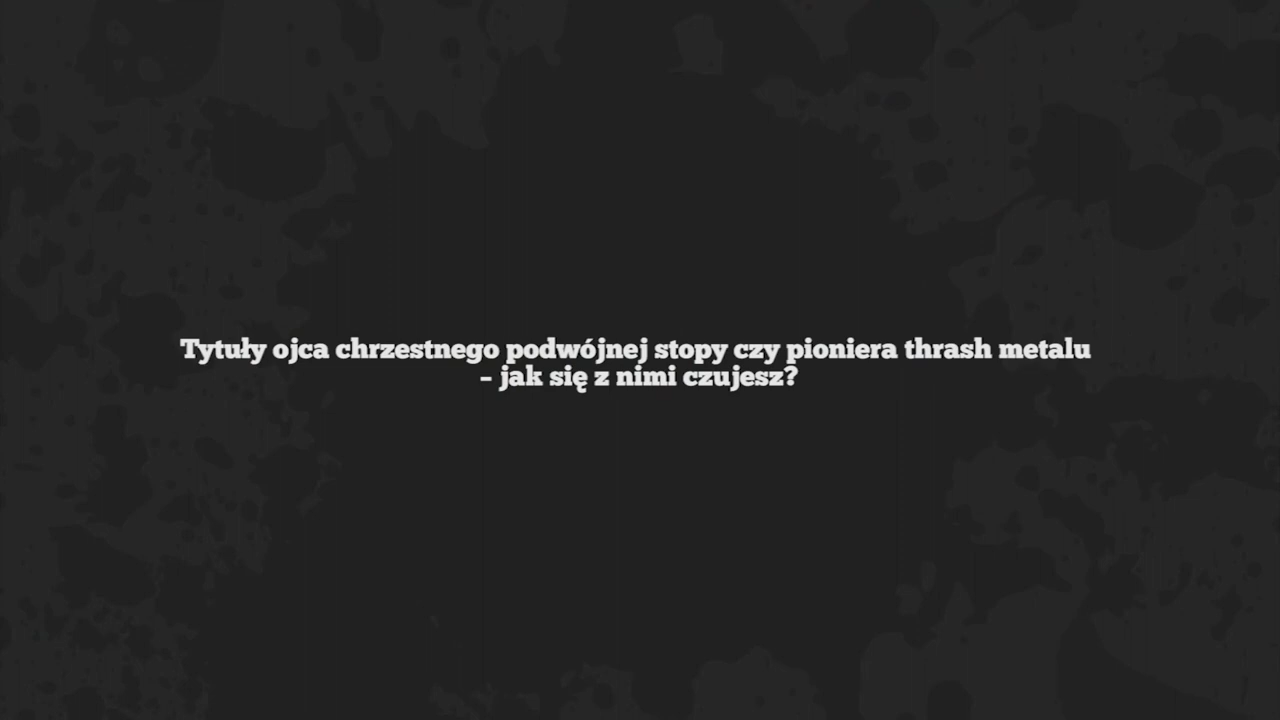 Tytuły ojca chrzestnego podwójnej stopy czy pioniera thrash metalu
– jak się z nimi czujesz?